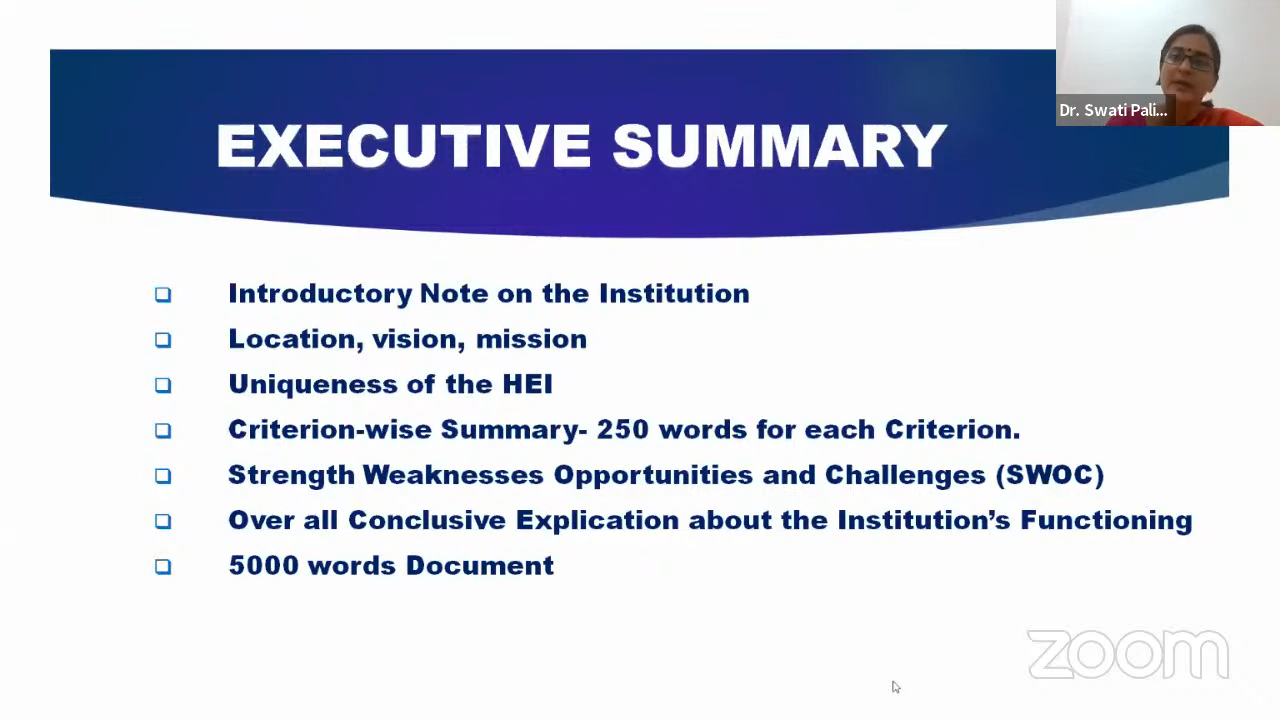 Dr. Swati Pali...
EXECUTIVE SUMMARY
Introductory Note on the Institution
Location, vision, mission
Uniqueness of the HEI
Criterion-wise Summary- 250 words for each Criterion.
Strength Weaknesses Opportunities and Challenges (SWOC)
Over all Conclusive Explication about the Institution’s Functioning
5000 words Document
zoom